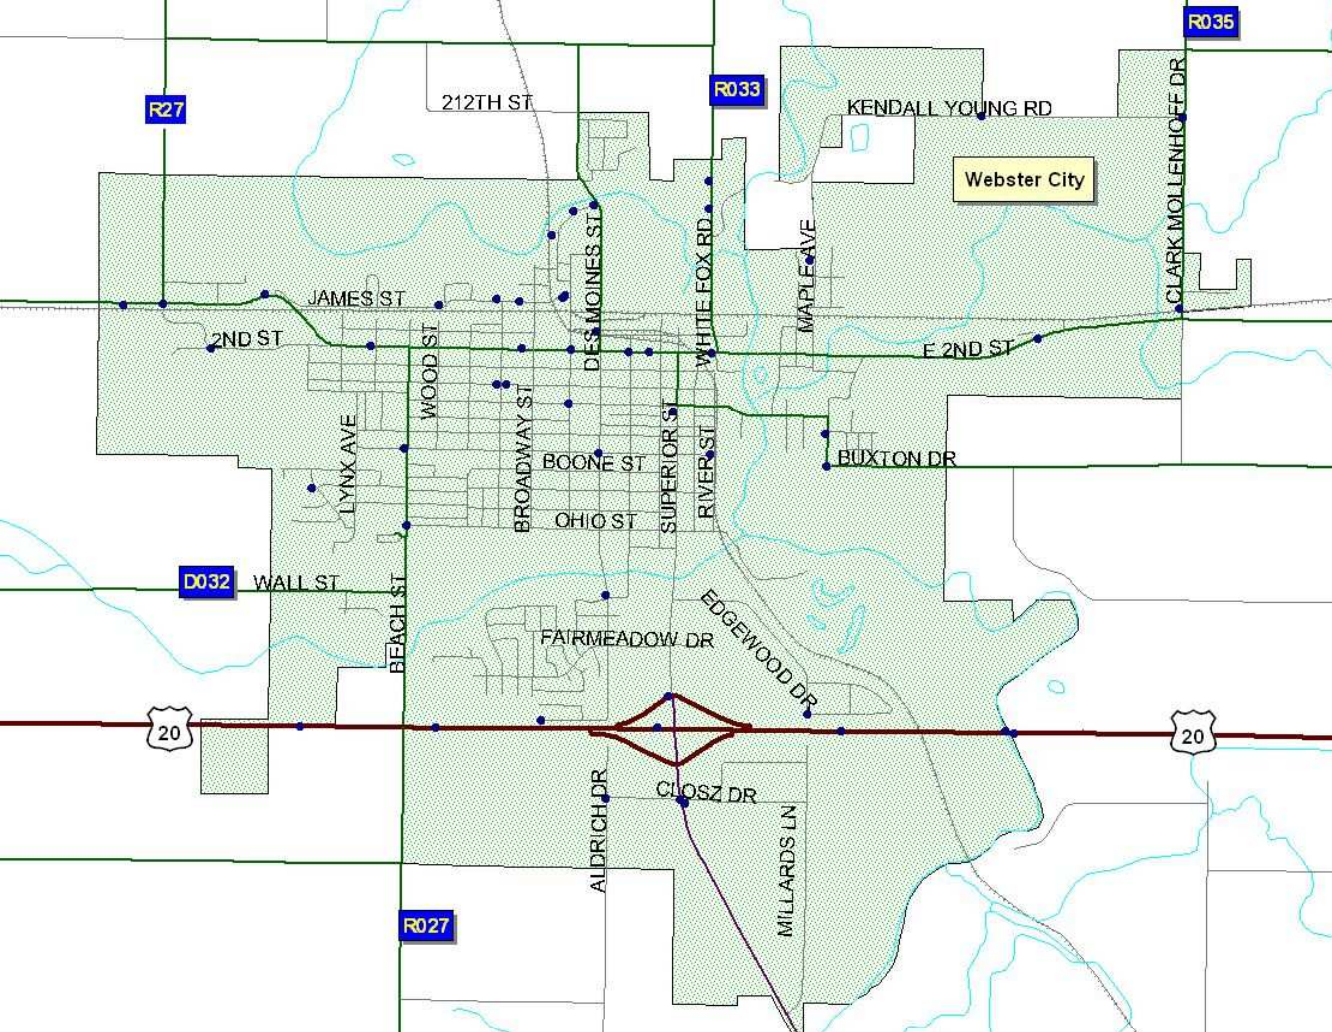 R035
R033
R27
212TH ST
KENDALL YOUNG RD
Webster City
CLARK MOLLENHOFF DR
DES MOINES ST
WHITE FOX RD
MAPLE AVE
JAMES ST
2ND ST
E 2ND ST
WOOD ST
LYNX AVE
BROADWAY ST
SUPERIOR ST
RIVER ST
BOONE ST
BUXTON DR
OHIO ST
D032
WALL ST
BEACH ST
EDGEWOOD DR
FAIRMEADOW DR
20
20
CLOSZ DR
ALDRICH DR
MILLARDS LN
R027